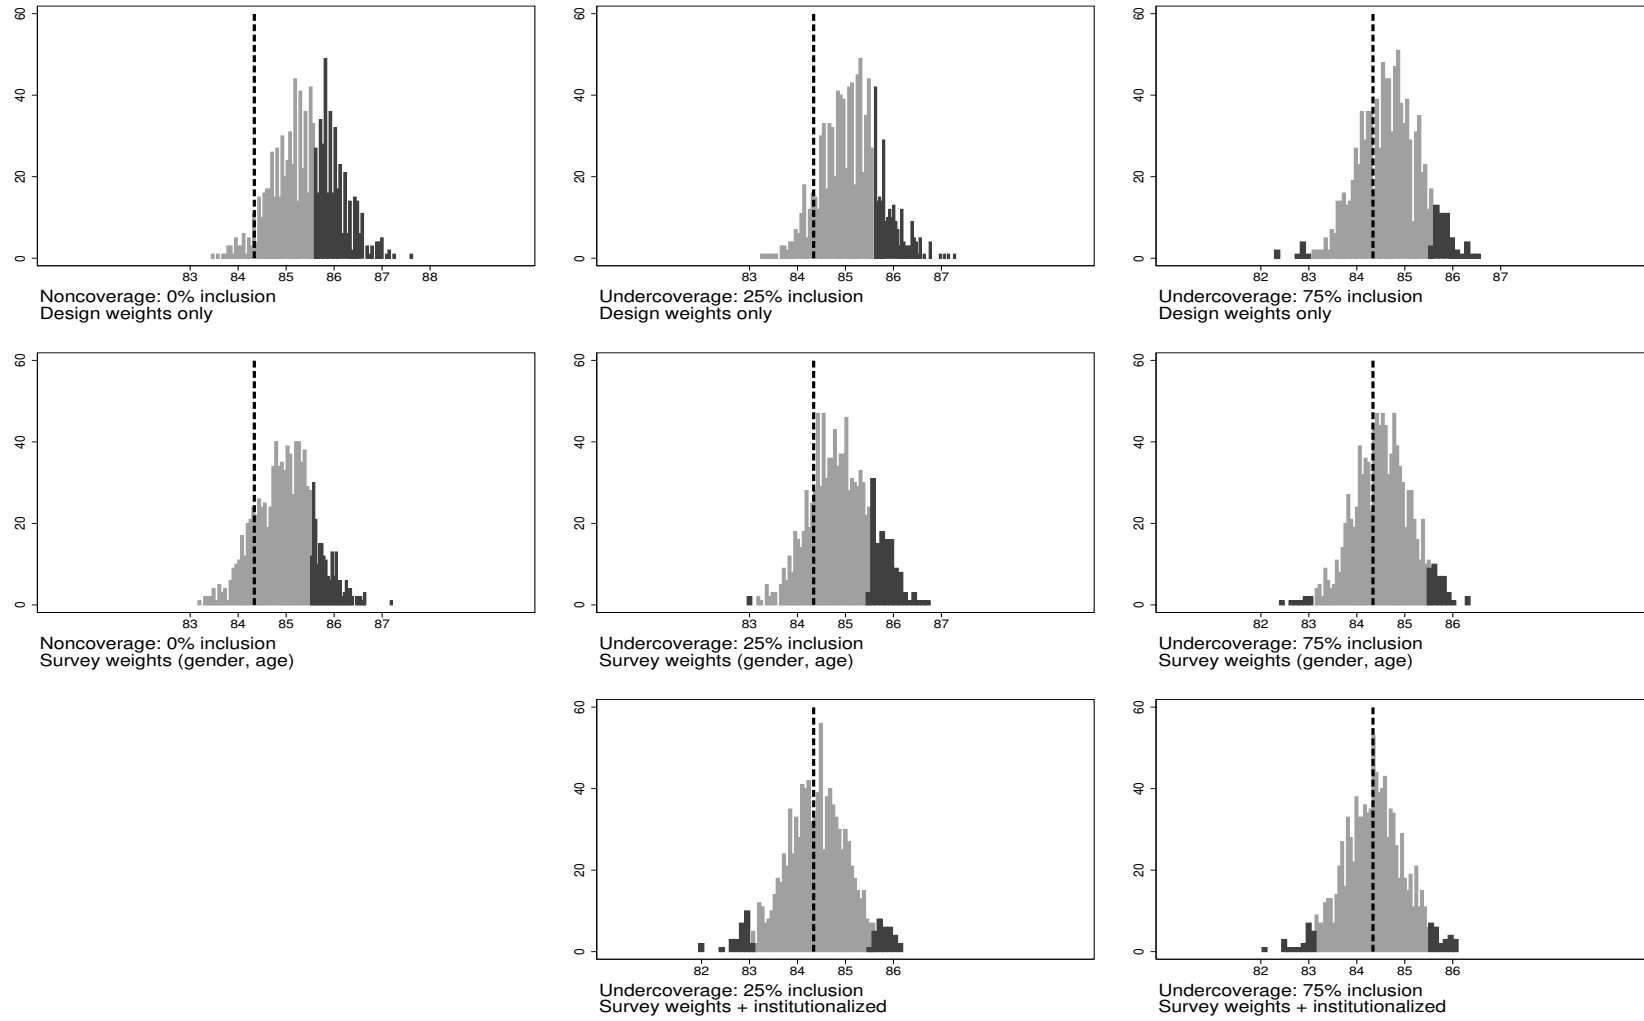 60
40
20
0
83 84 85 86 87 88
Noncoverage: 0% inclusion
Design weights only
60
40
20
0
83 84 85 86 87
Undercoverage: 25% inclusion
Design weights only
60
40
20
0
82 83 84 85 86 87
Undercoverage: 75% inclusion
Design weights only
60
40
20
0
83 84 85 86 87
Noncoverage: 0% inclusion
Survey weights (gender, age)
60
40
20
0
83 84 85 86 87
Undercoverage: 25% inclusion
Survey weights (gender, age)
60
40
20
0
82 83 84 85 86
Undercoverage: 75% inclusion
Survey weights (gender, age)
60
40
20
0
82 83 84 85 86
Undercoverage: 25% inclusion
Survey weights + institutionalized
60
40
20
0
82 83 84 85 86
Undercoverage: 75% inclusion
Survey weights + institutionalized